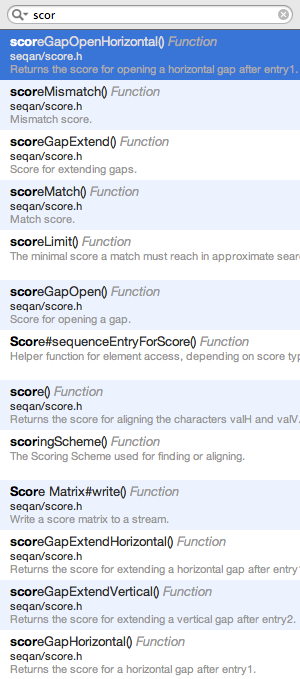 scor
scoreGapOpenHorizontal() Function
seqan/score.h
Returns the score for opening a horizontal gap after entry1.
scoreMismatch() Function
seqan/score.h
Mismatch score.
scoreGapExtend() Function
seqan/score.h
Score for extending gaps.
scoreMatch() Function
seqan/score.h
Match score.
scoreLimit() Function
The minimal score a match must reach in approximate sear
scoreGapOpen() Function
seqan/score.h
Score for opening a gap.
Score#sequenceEntryForScore() Function
Helper function for element access, depending on score typ
score() Function
seqan/score.h
Returns the score for aligning the characters valH and valV.
scoringScheme() Function
The Scoring Scheme used for finding or aligning.
Score Matrix#write() Function
seqan/score.h
Write a score matrix to a stream.
scoreGapExtendHorizontal() Function
seqan/score.h
Returns the score for extending a horizontal gap after entry1
scoreGapExtendVertical() Function
seqan/score.h
Returns the score for extending a vertical gap after entry2.
scoreGapHorizontal() Function
seqan/score.h
Returns the score for a horizontal gap after entry1.